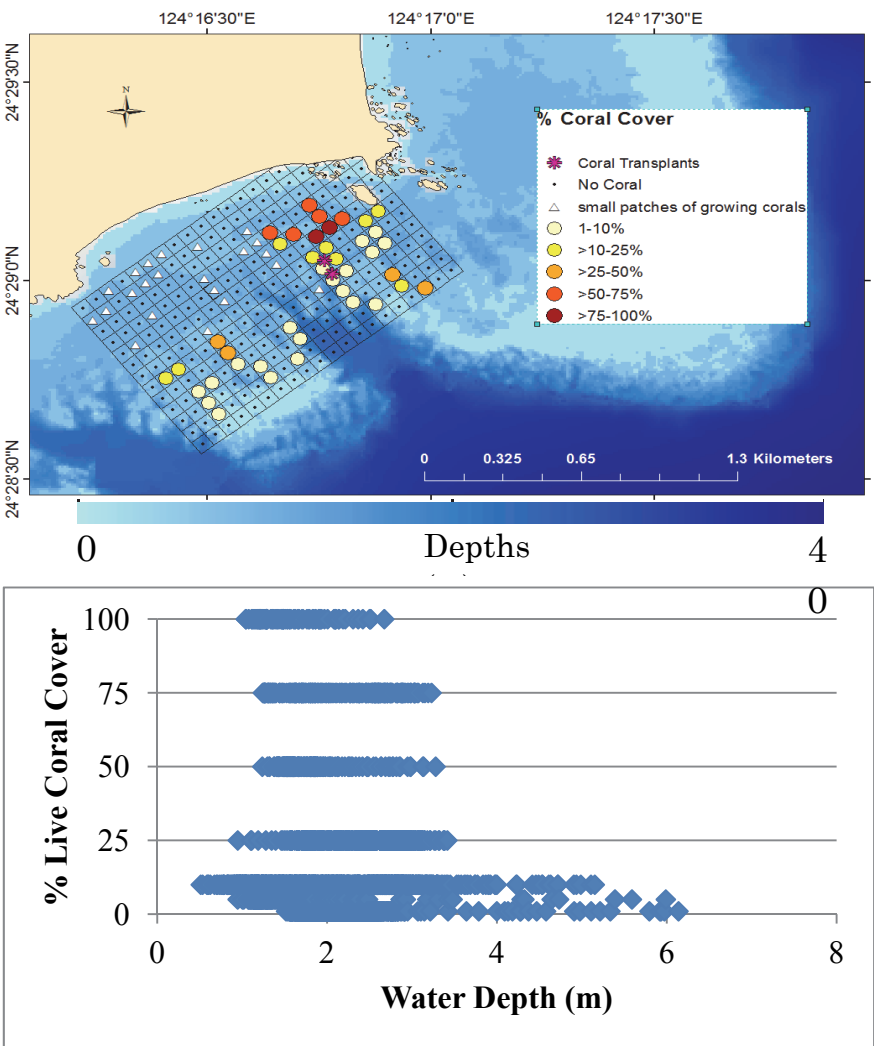 124°16'30"E 124°17'0"E 124°17'30"E
24°29'30"N
24°29'0"N
24°28'30"N
N
% Coral Cover
Coral Transplants
No Coral
small patches of growing corals
1-10%
>10-25%
>25-50%
>50-75%
>75-100%
0 0.325 0.65 1.3 Kilometers
0 Depths 4
0
100
75
50
25
0
% Live Coral Cover
0 2 4 6 8
Water Depth (m)